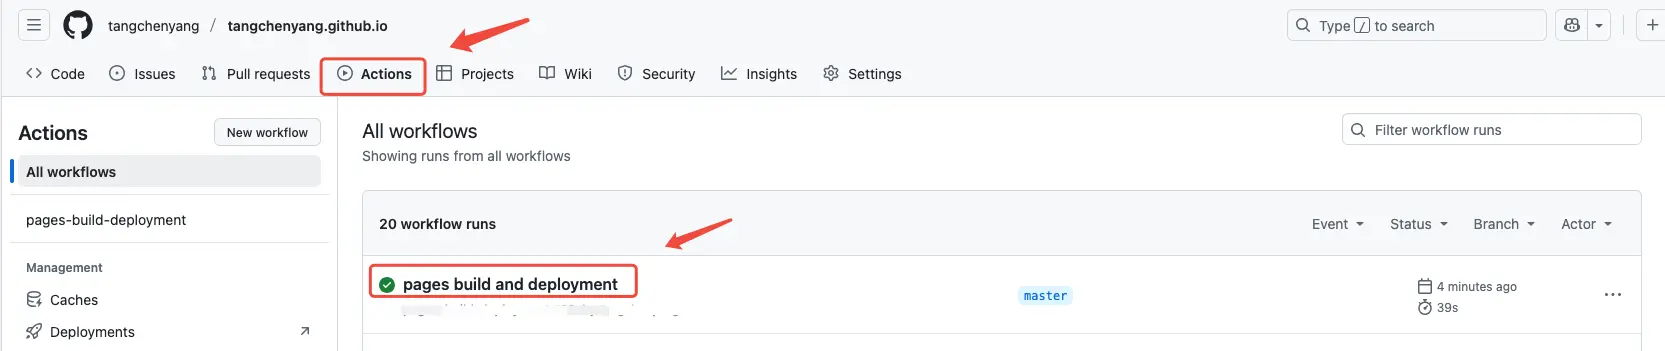 tangchenyang / tangchenyang.github.io
Type / to search
Code Issues Pull requests Actions Projects Wiki Security Insights Settings
Actions
New workflow
All workflows
pages-build-deployment
Management
Caches
Deployments
All workflows
Showing runs from all workflows
Filter workflow runs
20 workflow runs
Event Status Branch Actor
pages build and deployment
master
4 minutes ago
39s